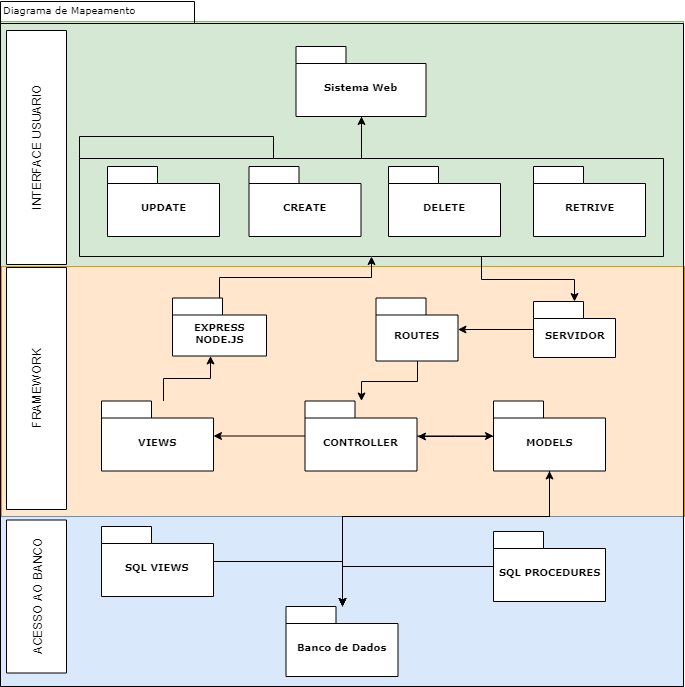 Diagrama de Mapeamento
INTERFACE USUARIO
Sistema Web
UPDATE
CREATE
DELETE
RETRIVE
FRAMEWORK
EXPRESS
NODE.JS
ROUTES
SERVIDOR
VIEWS
CONTROLLER
MODELS
ACESSO AO BANCO
SQL VIEWS
SQL PROCEDURES
Banco de Dados